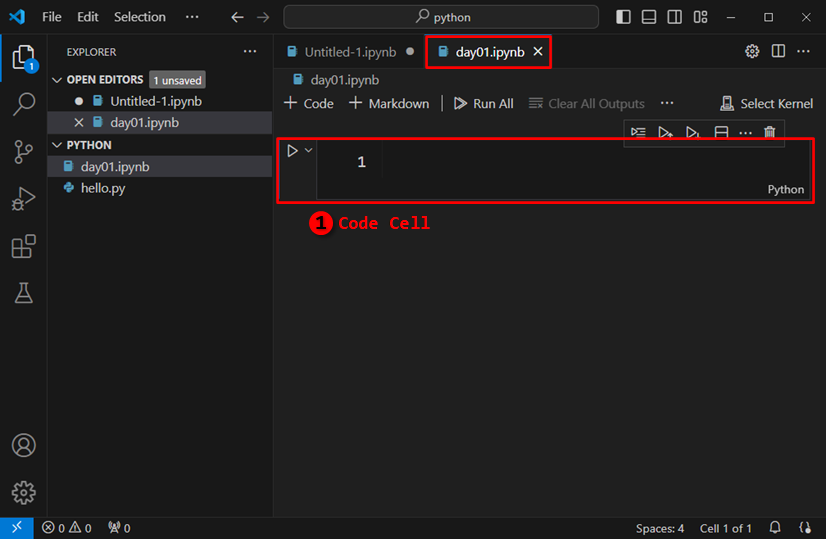 File Edit Selection ··· python
EXPLORER ···
OPEN EDITORS 1 unsaved
Untitled-1.ipynb
day01.ipynb
PYTHON
day01.ipynb
hello.py
Untitled-1.ipynb day01.ipynb ···
day01.ipynb
+ Code + Markdown Run All Clear All Outputs ··· Select Kernel
···
1
Python
1 Code Cell
1
0 0 0 Spaces: 4 Cell 1 of 1